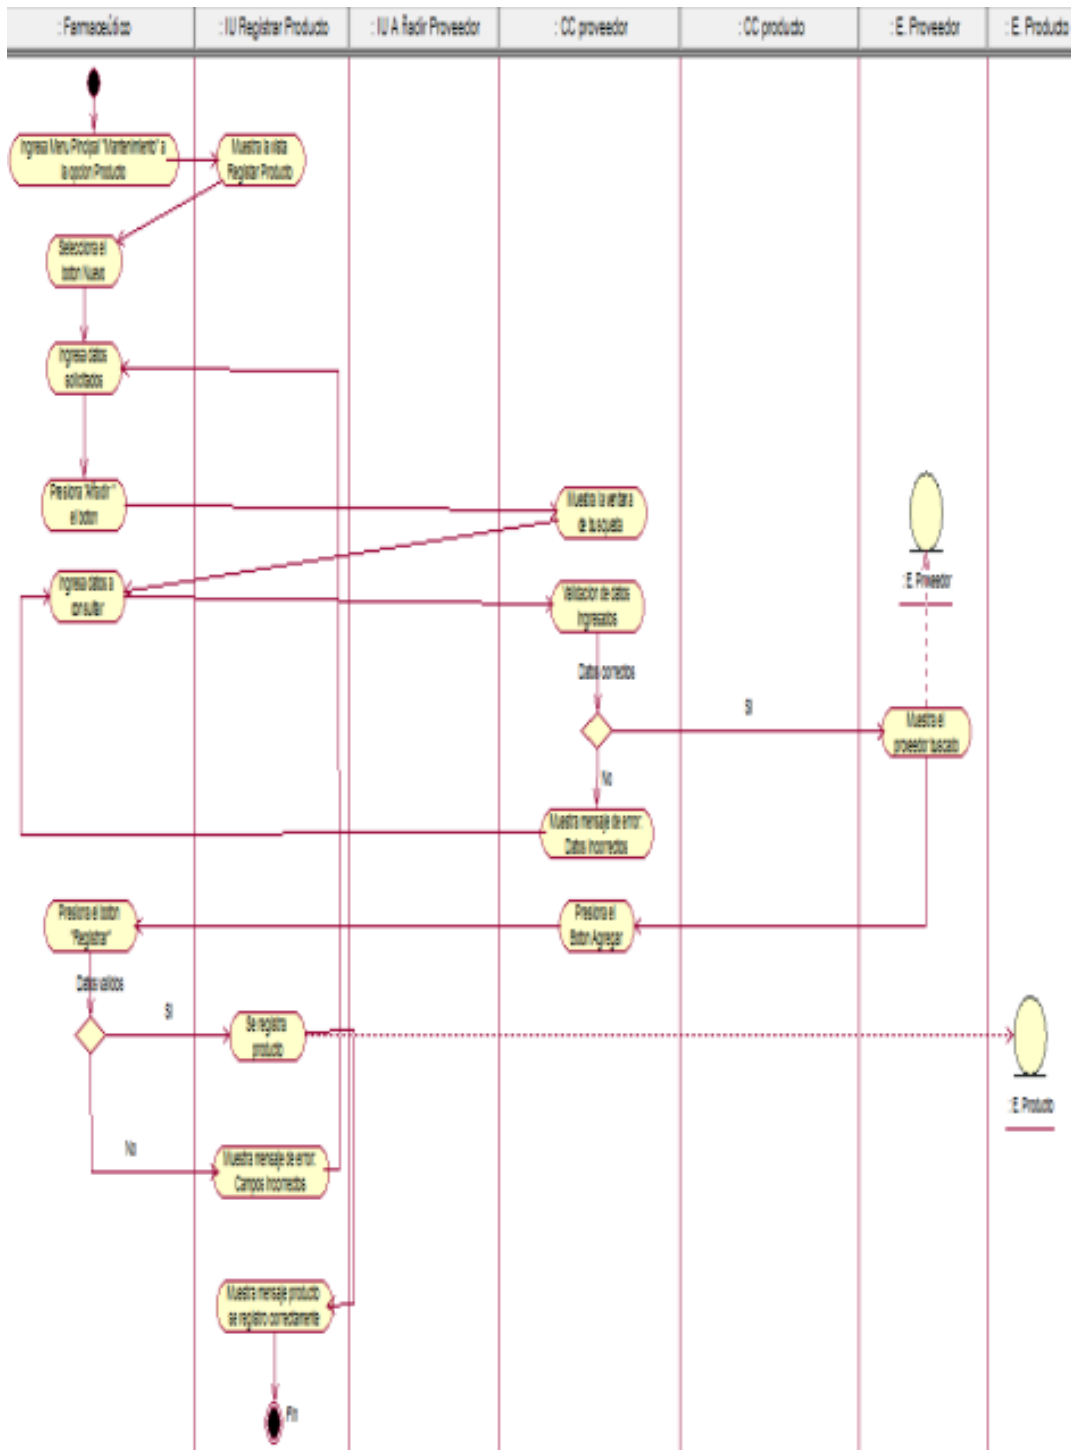 : Farmaceútico
: IU Registrar Producto
: IU A ñadir Proveedor
: CC proveedor
: CC producto
: E. Proveedor
: E. Producto
Ingresa Menu Principal "Mantenimiento" a
la opcion Producto
Muestra la vista
Registrar Producto
Selecciona el
boton Nuevo
Ingresa datos
solicitados
Presiona "Añadir"
el boton
Muestra la ventana
de busqueda
Ingresa datos a
consultar
Validacion de datos
Ingresados
: E. Proveedor
Datos correctos
SI
Muestra el
proveedor buscado
No
Muestra mensaje de error:
Datos Incorrectos
Presiona el boton
"Registrar"
Presiona el
Boton Agregar
Datos validos
SI
Se registra
producto
: E. Producto
No
Muestra mensaje de error:
Campos Incorrectos
Muestra mensaje producto
se registro correctamente
Fin